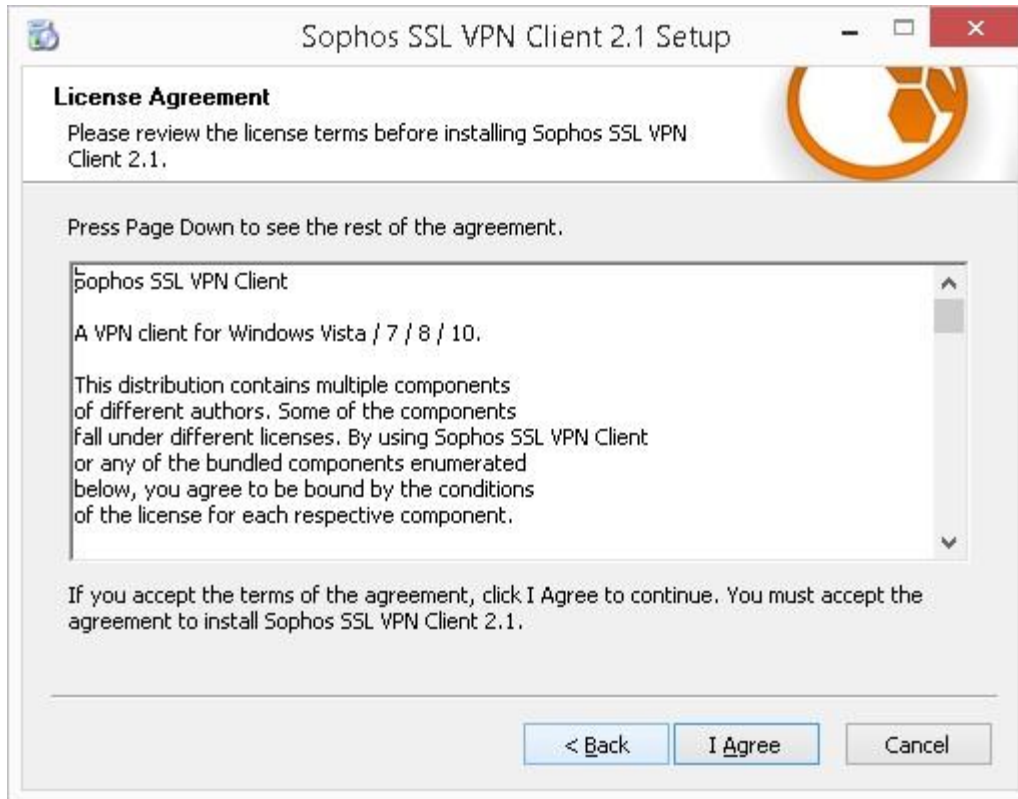 Sophos SSL VPN Client 2.1 Setup
License Agreement
Please review the license terms before installing Sophos SSL VPN
Client 2.1.
Press Page Down to see the rest of the agreement.
Sophos SSL VPN Client
A VPN client for Windows Vista / 7 / 8 / 10.
This distribution contains multiple components
of different authors. Some of the components
fall under different licenses. By using Sophos SSL VPN Client
or any of the bundled components enumerated
below, you agree to be bound by the conditions
of the license for each respective component.
If you accept the terms of the agreement, click I Agree to continue. You must accept the
agreement to install Sophos SSL VPN Client 2.1.
< Back I Agree Cancel